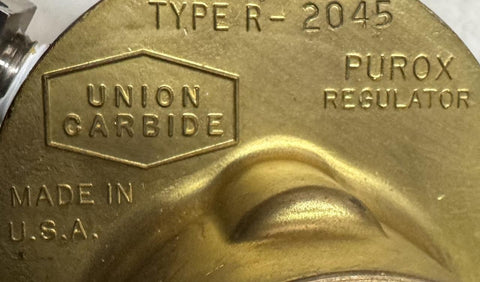 TYPE R-2045
UNION
CARBIDE
PUROX
REGULATOR
MADE IN
U.S.A.